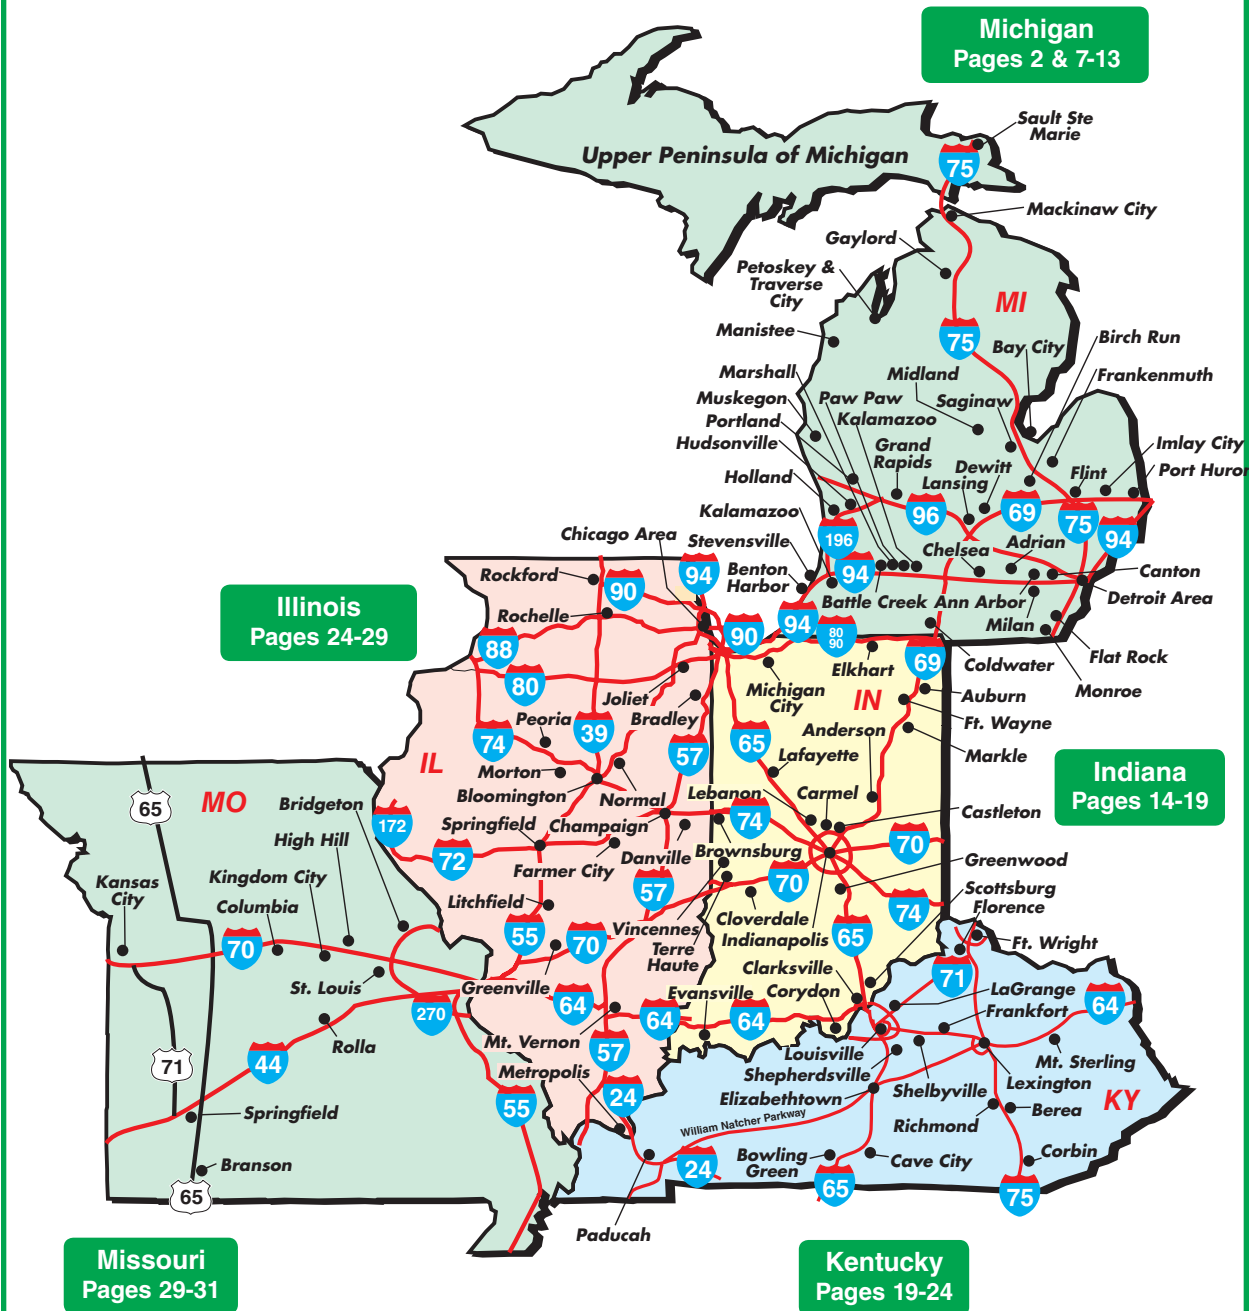 Michigan
Pages 2 & 7-13
Sault Ste
Marie
Upper Peninsula of Michigan
75
Mackinaw City
Gaylord
Petoskey &
Traverse
City
MI
Manistee
75
Bay City
Birch Run
Marshall
Midland
Frankenmuth
Muskegon
Paw Paw
Saginaw
Portland
Kalamazoo
Hudsonville
Grand
Rapids
Imlay City
Dewitt
Flint
Port Huron
Holland
Lansing
Kalamazoo
96
69
75
94
196
Chicago Area
Stevensville
Chelsea
Adrian
Rockford
94
Benton
Harbor
94
Canton
90
Battle Creek
Ann Arbor
Detroit Area
Illinois
Pages 24-29
Rochelle
94
Milan
90
80
90
88
Elkhart
69
Coldwater
Flat Rock
80
Joliet
Michigan
City
IN
Auburn
Monroe
Peoria
Bradley
Ft. Wayne
74
39
65
Anderson
57
Lafayette
Markle
IL
Morton
Indiana
Pages 14-19
Bloomington
Normal
Lebanon
Carmel
65
MO
Bridgeton
Castleton
172
Springfield
Champaign
74
High Hill
70
72
Danville
Brownsburg
Greenwood
Farmer City
Kansas
City
Kingdom City
57
70
Scottsburg
Columbia
Litchfield
Cloverdale
74
Florence
Vincennes
Indianapolis
55
70
65
Ft. Wright
70
Terre
Haute
Clarksville
71
St. Louis
Greenville
Evansville
Corydon
LaGrange
64
64
270
64
64
Frankfort
Rolla
Mt. Vernon
Louisville
44
57
Mt. Sterling
71
Metropolis
Shepherdsville
Lexington
Elizabethtown
Shelbyville
55
24
KY
Springfield
William Natcher Parkway
Richmond
Berea
Branson
24
Bowling
Green
Cave City
Corbin
65
65
75
Paducah
Missouri
Pages 29-31
Kentucky
Pages 19-24